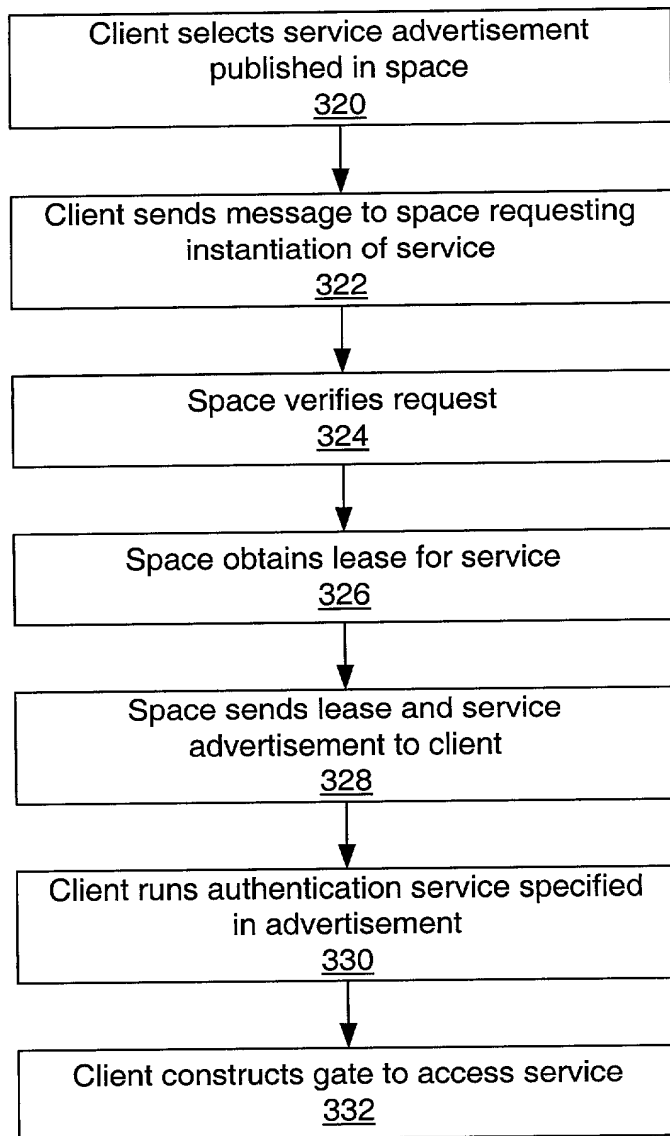 Client selects service advertisement
published in space
320
Client sends message to space requesting
instantiation of service
322
Space verifies request
324
Space obtains lease for service
326
Space sends lease and service
advertisement to client
328
Client runs authentication service specified
in advertisement
330
Client constructs gate to access service
332